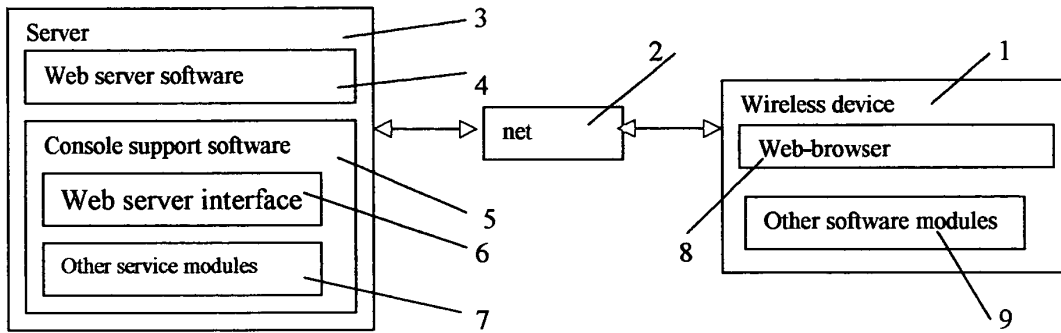 Server
3
Web server software
4
Console support software
5
Web server interface
6
Other service modules
7
net
2
Wireless device
1
Web-browser
8
Other software modules
9